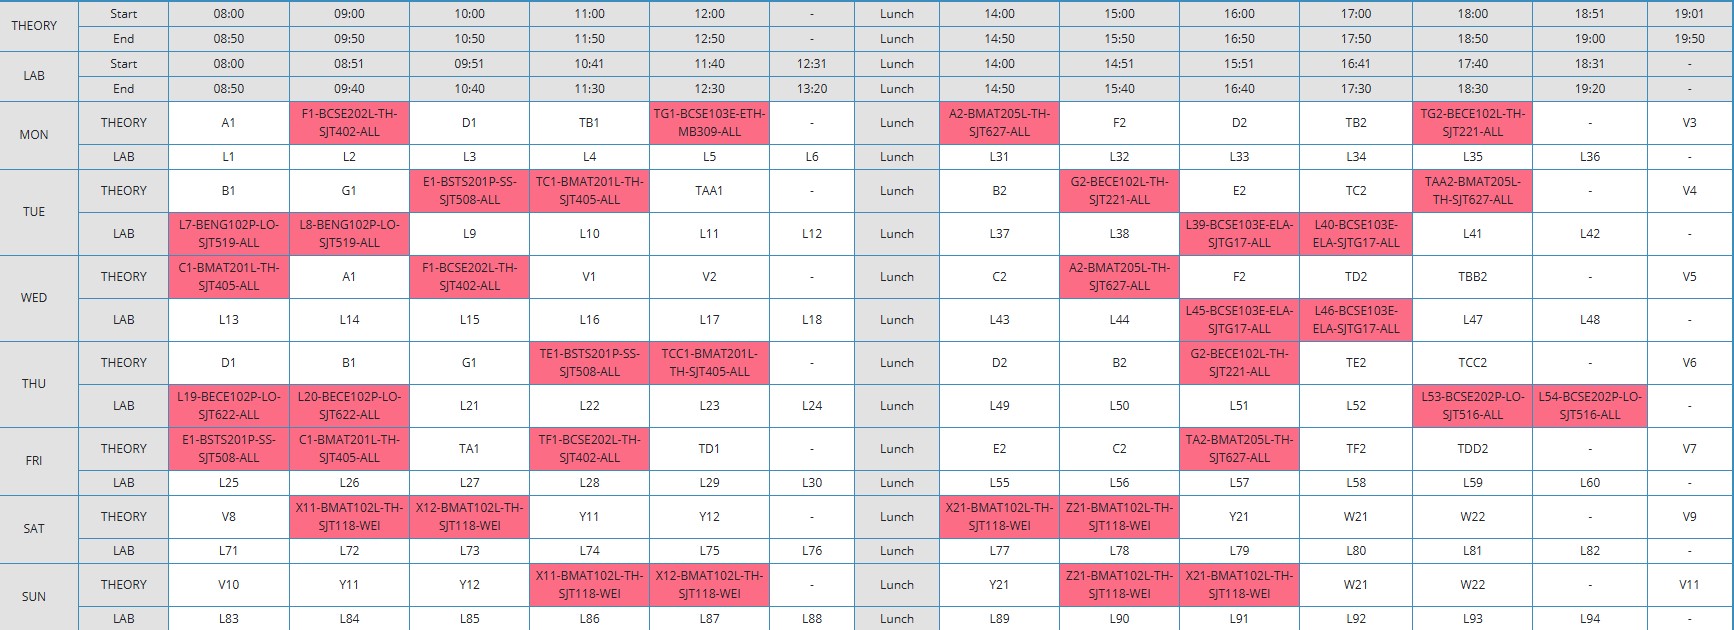 THEORY Start 08:00 09:00 10:00 11:00 12:00 - Lunch 14:00 15:00 16:00 17:00 18:00 18:51 19:01
End 08:50 09:50 10:50 11:50 12:50 - Lunch 14:50 15:50 16:50 17:50 18:50 19:00 19:50
LAB Start 08:00 08:51 09:51 10:41 11:40 12:31 Lunch 14:00 14:51 15:51 16:41 17:40 18:31 -
End 08:50 09:40 10:40 11:30 12:30 13:20 Lunch 14:50 15:40 16:40 17:30 18:30 19:20 -
MON THEORY A1 F1-BCSE202L-TH-SJT402-ALL D1 TB1 TG1-BCSE103E-ETH-MB309-ALL - Lunch A2-BMAT205L-TH-SJT627-ALL F2 D2 TB2 TG2-BECE102L-TH-SJT221-ALL - V3
LAB L1 L2 L3 L4 L5 L6 Lunch L31 L32 L33 L34 L35 L36 -
TUE THEORY B1 G1 E1-BSTS201P-SS-SJT508-ALL TC1-BMAT201L-TH-SJT405-ALL TAA1 - Lunch B2 G2-BECE102L-TH-SJT221-ALL E2 TC2 TAA2-BMAT205L-TH-SJT627-ALL - V4
LAB L7-BENG102P-LO-SJT519-ALL L8-BENG102P-LO-SJT519-ALL L9 L10 L11 L12 Lunch L37 L38 L39-BCSE103E-ELA-SJTG17-ALL L40-BCSE103E-ELA-SJTG17-ALL L41 L42 -
WED THEORY C1-BMAT201L-TH-SJT405-ALL A1 F1-BCSE202L-TH-SJT402-ALL V1 V2 - Lunch C2 A2-BMAT205L-TH-SJT627-ALL F2 TD2 TBB2 - V5
LAB L13 L14 L15 L16 L17 L18 Lunch L43 L44 L45-BCSE103E-ELA-SJTG17-ALL L46-BCSE103E-ELA-SJTG17-ALL L47 L48 -
THU THEORY D1 B1 G1 TE1-BSTS201P-SS-SJT508-ALL TCC1-BMAT201L-TH-SJT405-ALL - Lunch D2 B2 G2-BECE102L-TH-SJT221-ALL TE2 TCC2 - V6
LAB L19-BECE102P-LO-SJT622-ALL L20-BECE102P-LO-SJT622-ALL L21 L22 L23 L24 Lunch L49 L50 L51 L52 L53-BCSE202P-LO-SJT516-ALL L54-BCSE202P-LO-SJT516-ALL -
FRI THEORY E1-BSTS201P-SS-SJT508-ALL C1-BMAT201L-TH-SJT405-ALL TA1 TF1-BCSE202L-TH-SJT402-ALL TD1 - Lunch E2 C2 TA2-BMAT205L-TH-SJT627-ALL TF2 TDD2 - V7
LAB L25 L26 L27 L28 L29 L30 Lunch L55 L56 L57 L58 L59 L60 -
SAT THEORY V8 X11-BMAT102L-TH-SJT118-WEI X12-BMAT102L-TH-SJT118-WEI Y11 Y12 - Lunch X21-BMAT102L-TH-SJT118-WEI Z21-BMAT102L-TH-SJT118-WEI Y21 W21 W22 - V9
LAB L71 L72 L73 L74 L75 L76 Lunch L77 L78 L79 L80 L81 L82 -
SUN THEORY V10 Y11 Y12 X11-BMAT102L-TH-SJT118-WEI X12-BMAT102L-TH-SJT118-WEI - Lunch Y21 Z21-BMAT102L-TH-SJT118-WEI X21-BMAT102L-TH-SJT118-WEI W21 W22 - V11
LAB L83 L84 L85 L86 L87 L88 Lunch L89 L90 L91 L92 L93 L94 -